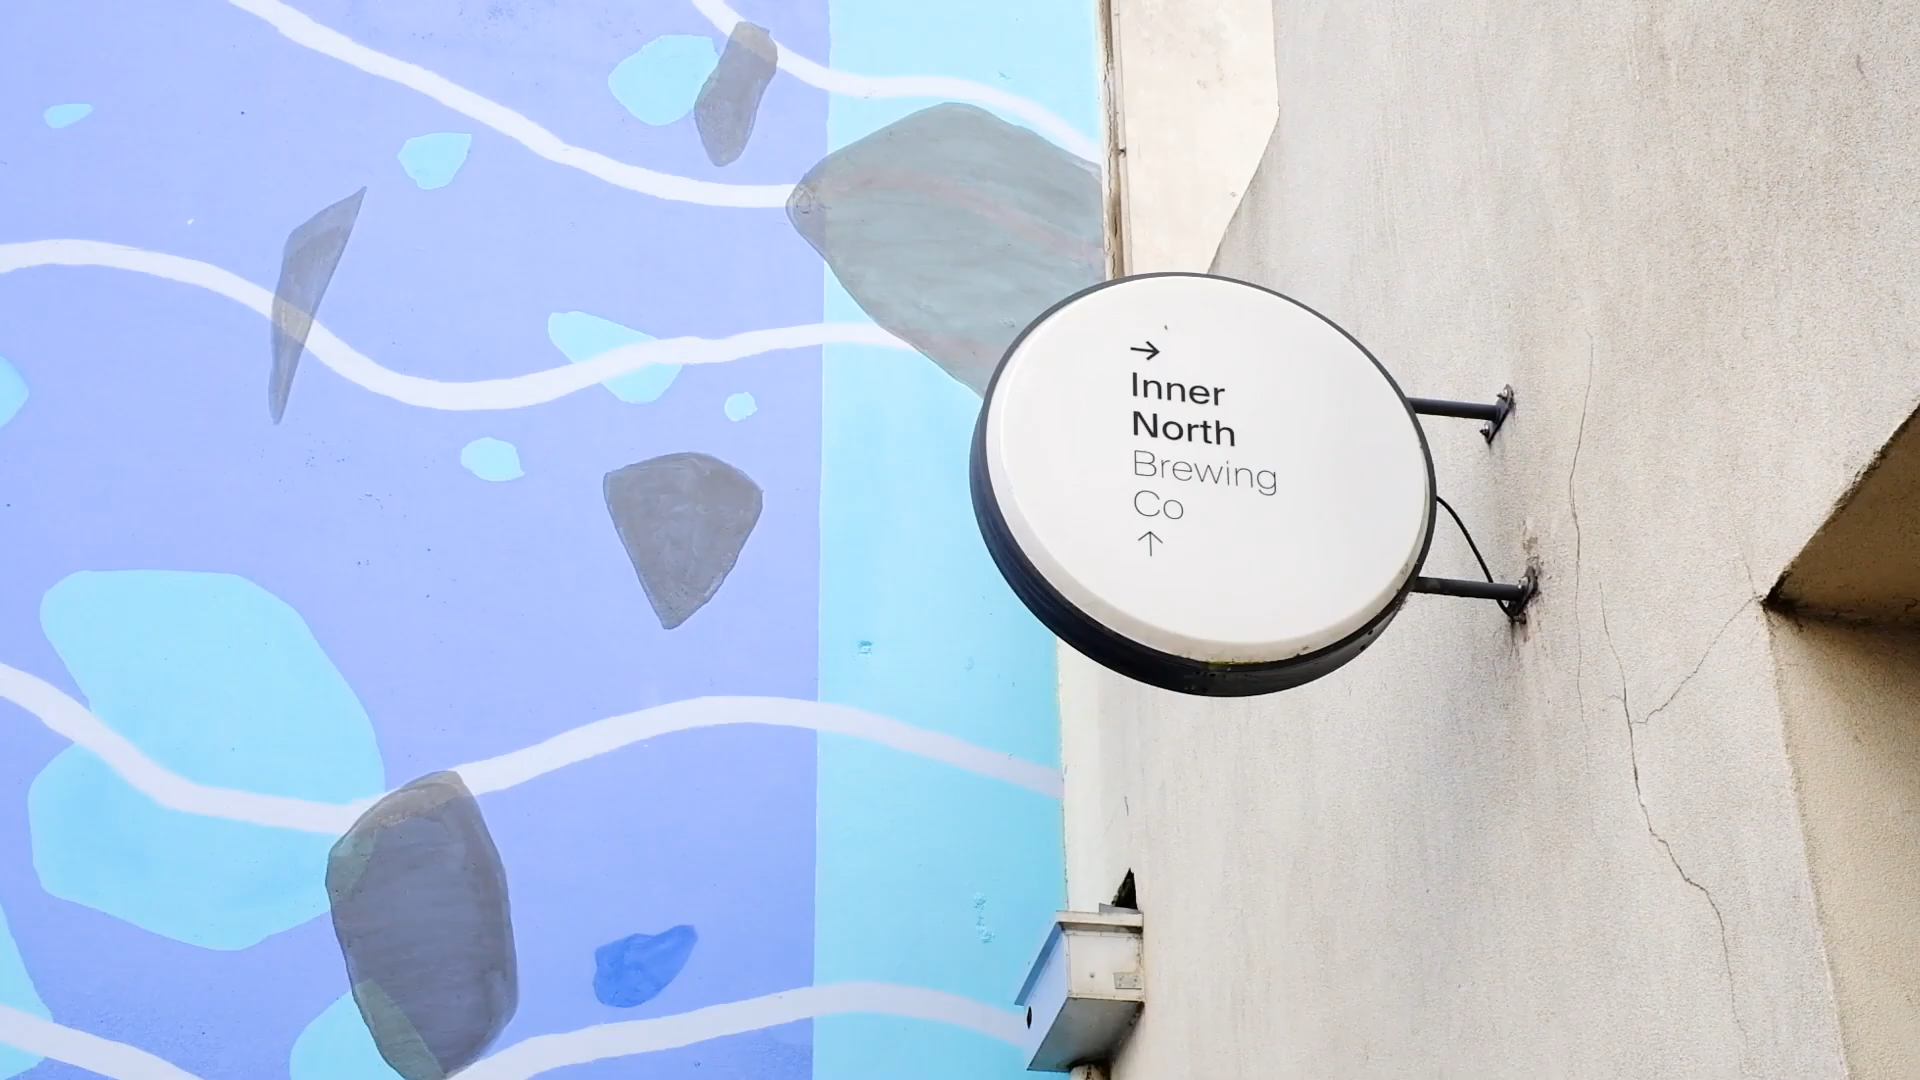 →
Inner
North
Brewing
Co
↑